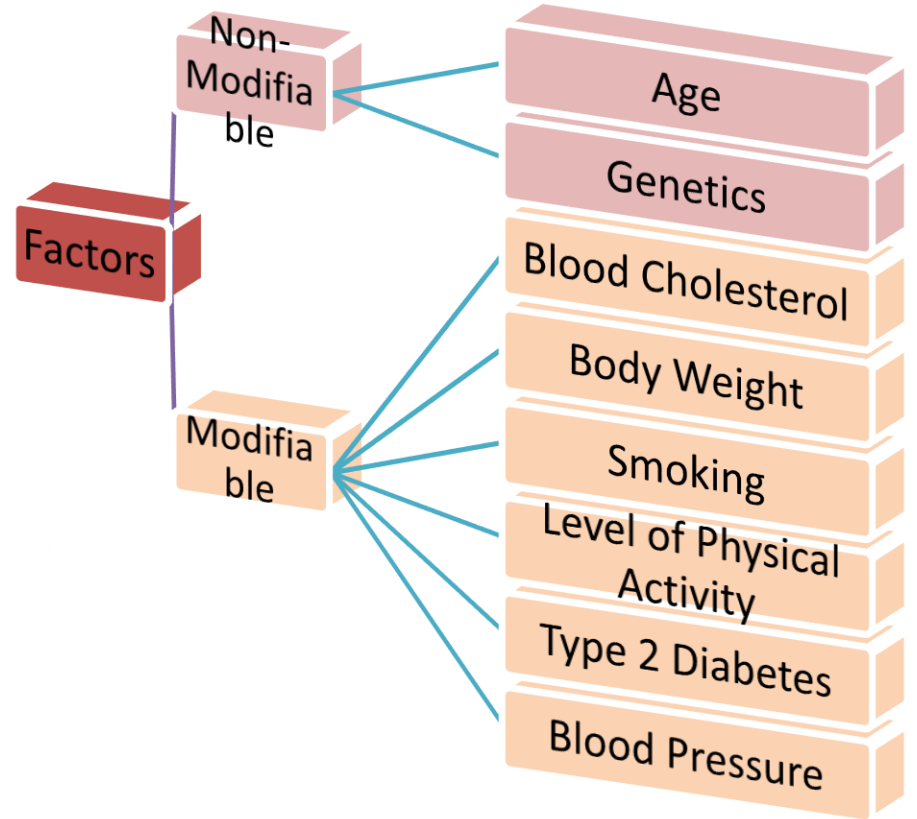 Non-
Modifia
ble
Age
Genetics
Factors
Blood Cholesterol
Body Weight
Modifia
ble
Smoking
Level of Physical
Activity
Type 2 Diabetes
Blood Pressure